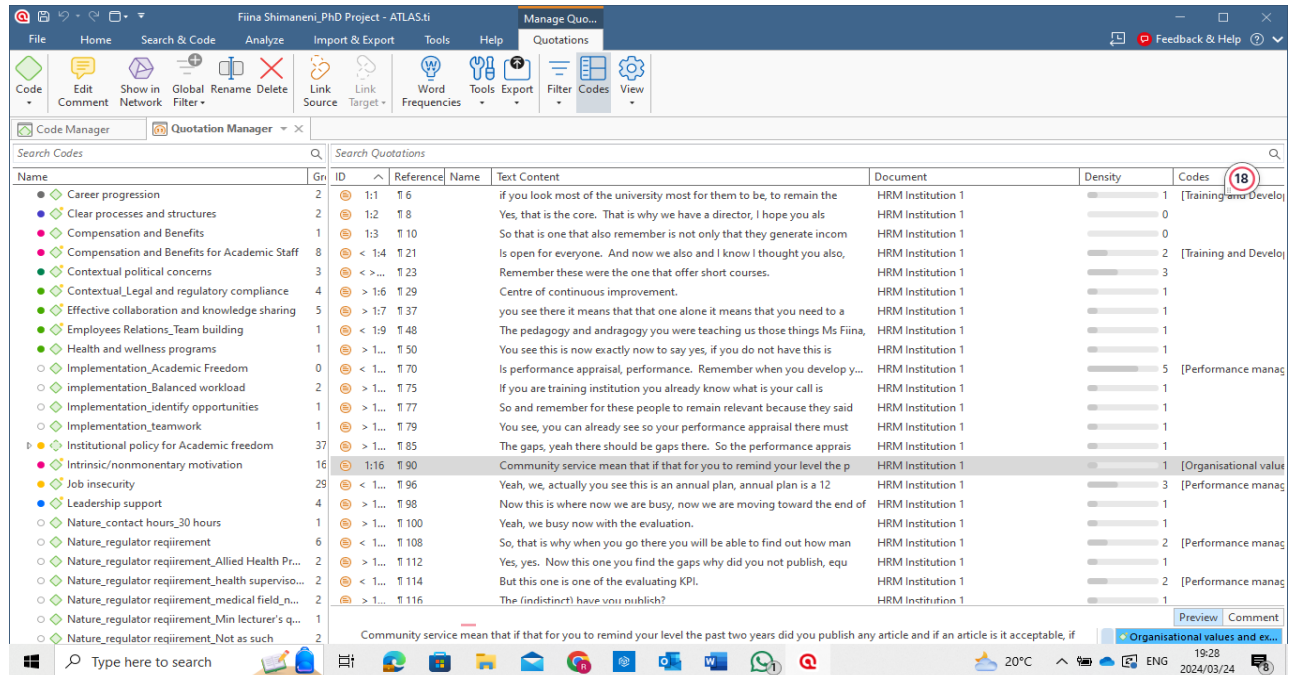 Fiina Shimaneni_PhD Project - ATLAS.ti
Manage Quo...
File Home Search & Code Analyze Import & Export Tools Help Quotations Feedback & Help
Code
Edit Comment
Show in Network
Global Filter
Rename
Delete
Link Source
Link Target
Word Frequencies
Tools
Export
Filter
Codes
View
Code Manager
Quotation Manager
Search Codes
Name Gr
Career progression 2
Clear processes and structures 2
Compensation and Benefits 1
Compensation and Benefits for Academic Staff 8
Contextual political concerns 3
Contextual_Legal and regulatory compliance 4
Effective collaboration and knowledge sharing 5
Employees Relations_Team building 1
Health and wellness programs 1
Implementation_Academic Freedom 0
implementation_Balanced workload 2
Implementation_identify opportunities 1
Implementation_teamwork 1
Institutional policy for Academic freedom 37
Intrinsic/nonmonentary motivation 16
Job insecurity 29
Leadership support 4
Nature_contact hours_30 hours 1
Nature_regulator reqiirement 6
Nature_regulator reqiirement_Allied Health Pr... 2
Nature_regulator reqiirement_health superviso... 2
Nature_regulator reqiirement_medical field_n... 2
Nature_regulator reqiirement_Min lecturer's q... 1
Nature_regulator reqiirement_Not as such 2
Search Quotations
ID Reference Name Text Content Document Density Codes
18
1:1 ¶ 6 if you look most of the university most for them to be, to remain the HRM Institution 1 1 [Training and Develo
1:2 ¶ 8 Yes, that is the core. That is why we have a director, I hope you als HRM Institution 1 0
1:3 ¶ 10 So that is one that also remember is not only that they generate incom HRM Institution 1 0
< 1:4 ¶ 21 Is open for everyone. And now we also and I know I thought you also, HRM Institution 1 2 [Training and Develo
< >... ¶ 23 Remember these were the one that offer short courses. HRM Institution 1 3
> 1:6 ¶ 29 Centre of continuous improvement. HRM Institution 1 1
> 1:7 ¶ 37 you see there it means that that one alone it means that you need to a HRM Institution 1 1
< 1:9 ¶ 48 The pedagogy and andragogy you were teaching us those things Ms Fiina, HRM Institution 1 1
> 1... ¶ 50 You see this is now exactly now to say yes, if you do not have this is HRM Institution 1 1
< 1... ¶ 70 Is performance appraisal, performance. Remember when you develop y... HRM Institution 1 5 [Performance manag
> 1... ¶ 75 If you are training institution you already know what is your call is HRM Institution 1 1
> 1... ¶ 77 So and remember for these people to remain relevant because they said HRM Institution 1 1
> 1... ¶ 79 You see, you can already see so your performance appraisal there must HRM Institution 1 1
> 1... ¶ 85 The gaps, yeah there should be gaps there. So the performance apprais HRM Institution 1 1
1:16 ¶ 90 Community service mean that if that for you to remind your level the p HRM Institution 1 1 [Organisational value
< 1... ¶ 96 Yeah, we, actually you see this is an annual plan, annual plan is a 12 HRM Institution 1 3 [Performance manag
> 1... ¶ 98 Now this is where now we are busy, now we are moving toward the end of HRM Institution 1 1
> 1... ¶ 100 Yeah, we busy now with the evaluation. HRM Institution 1 1
< 1... ¶ 108 So, that is why when you go there you will be able to find out how man HRM Institution 1 2 [Performance manag
> 1... ¶ 112 Yes, yes. Now this one you find the gaps why did you not publish, equ HRM Institution 1 1
< 1... ¶ 114 But this one is one of the evaluating KPI. HRM Institution 1 2 [Performance manag
> 1... ¶ 116 The (indistinct) have you publish? HRM Institution 1 1
Preview Comment
Community service mean that if that for you to remind your level the past two years did you publish any article and if an article is it acceptable, if
Organisational values and ex...
Type here to search
20°C
ENG
19:28
2024/03/24
8